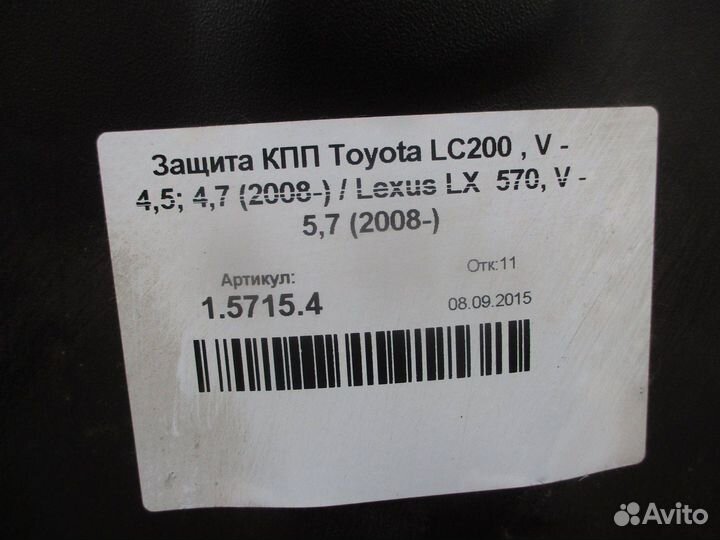 Защита КПП Toyota LC200 , V -
4,5; 4,7 (2008-) / Lexus LX 570, V -
5,7 (2008-)
Артикул:
Отк:11
1.5715.4
08.09.2015
Avito